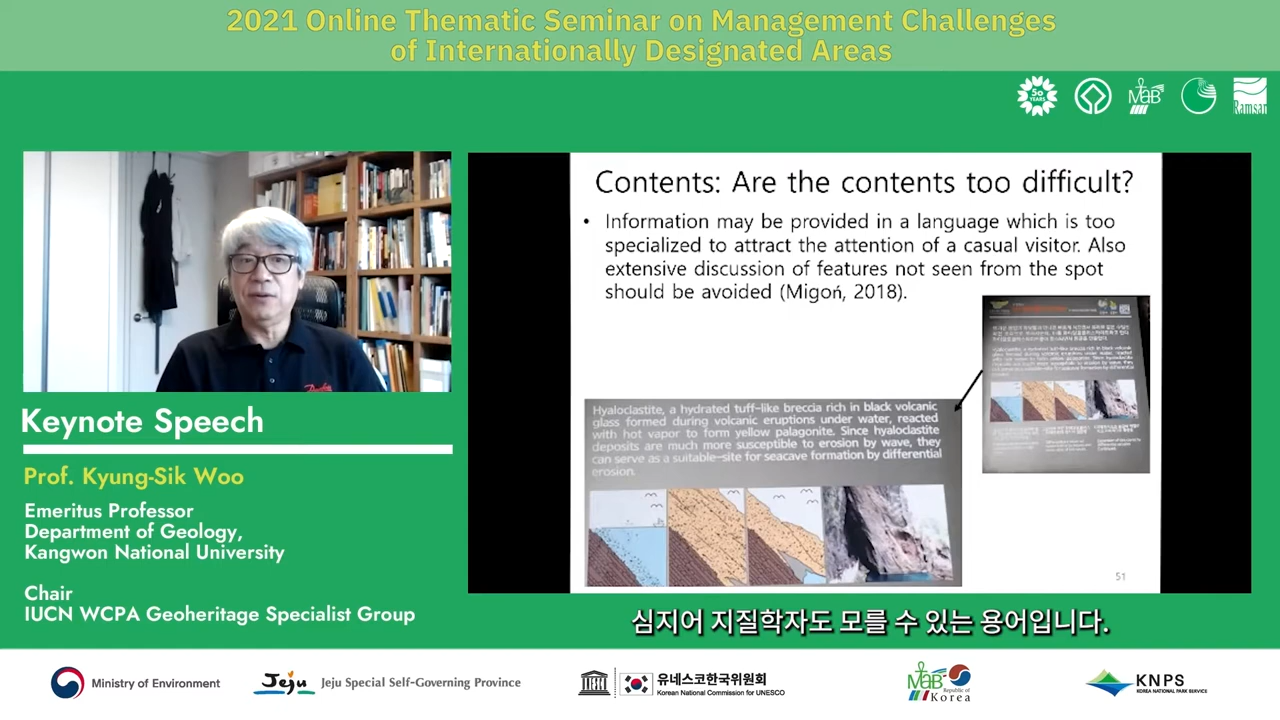 2021 Online Thematic Seminar on Management Challenges
of Internationally Designated Areas
50
YEARS
MaB
Ramsar
Contents: Are the contents too difficult?
• Information may be provided in a language which is too
specialized to attract the attention of a casual visitor. Also
extensive discussion of features not seen from the spot
should be avoided (Migoń, 2018).
Hyaloclastite, a hydrated tuff-like breccia rich in black volcanic
glass formed during volcanic eruptions under water, reacted
with hot vapor to form yellow palagonite. Since hyaloclastite
deposits are much more susceptible to erosion by wave, they
can serve as a suitable-site for seacave formation by differential
erosion.
51
Keynote Speech
Prof. Kyung-Sik Woo
Emeritus Professor
Department of Geology,
Kangwon National University
Chair
IUCN WCPA Geoheritage Specialist Group
심지어 지질학자도 모를 수 있는 용어입니다.
Ministry of Environment
Jeju
Jeju Special Self-Governing Province
유네스코한국위원회
Korean National Commission for UNESCO
MaB
Republic of
Korea
KNPS
KOREA NATIONAL PARK SERVICE